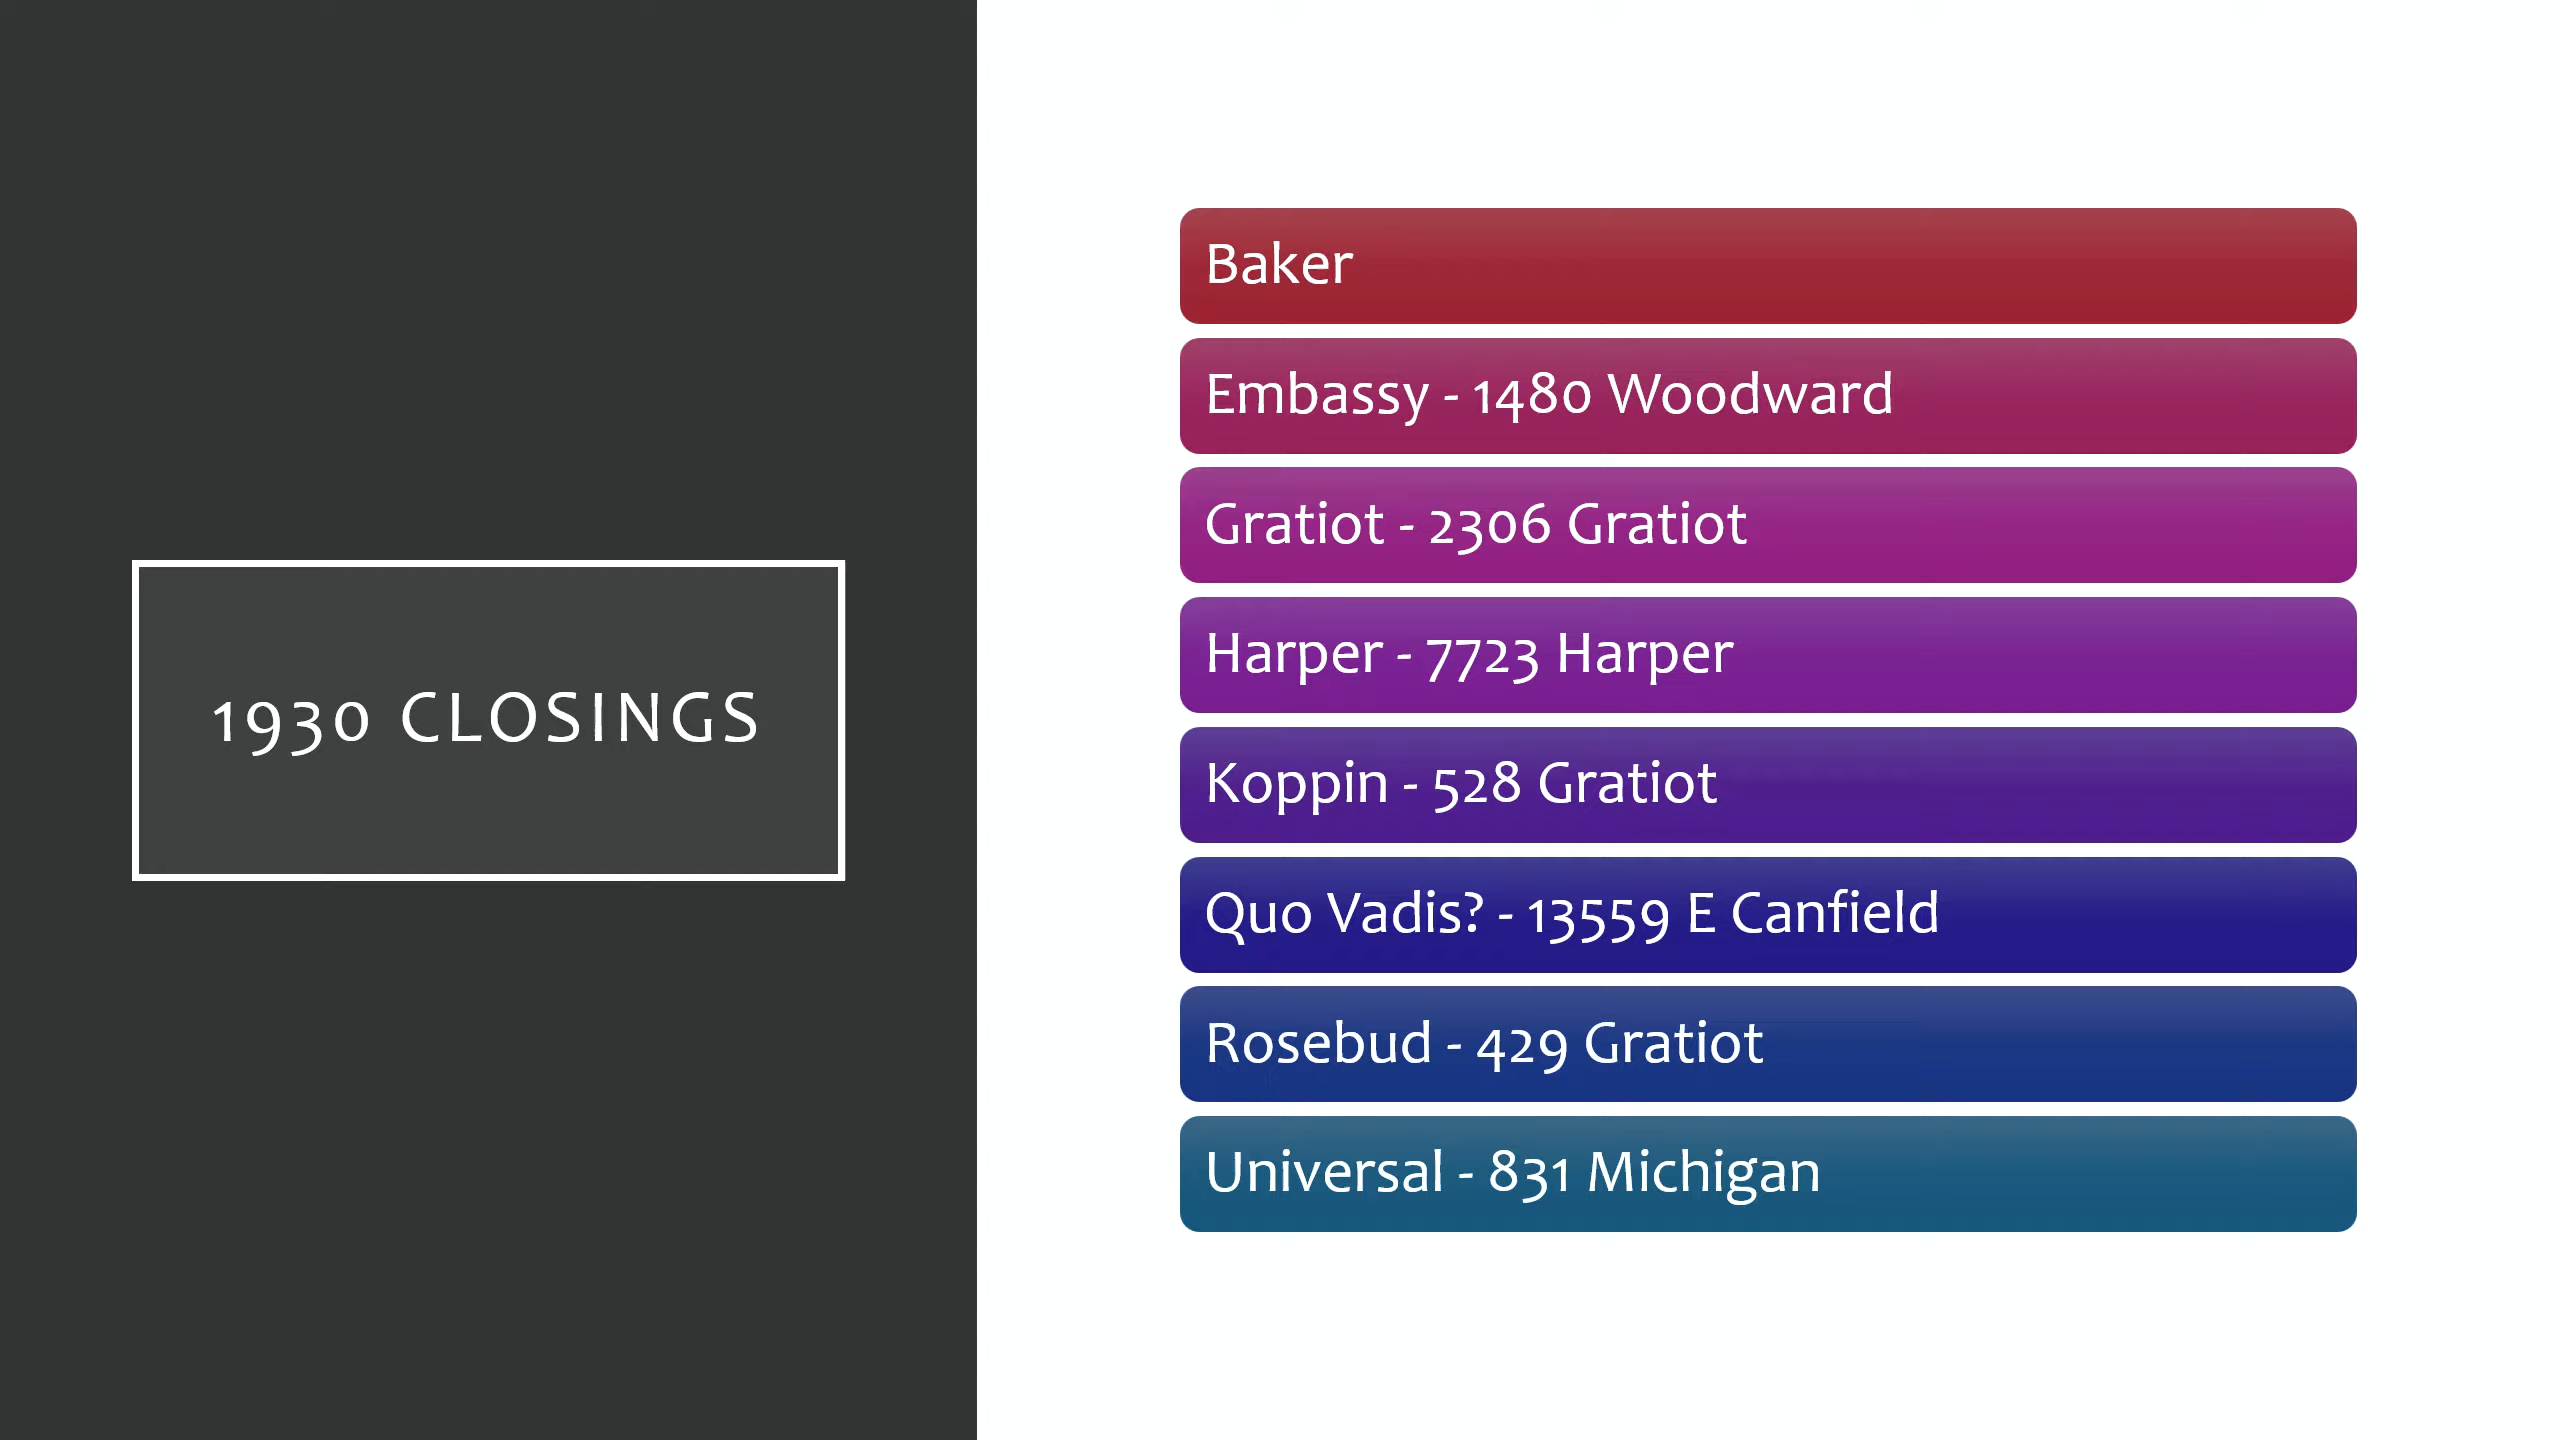 1930 CLOSINGS
Baker
Embassy - 1480 Woodward
Gratiot - 2306 Gratiot
Harper - 7723 Harper
Koppin - 528 Gratiot
Quo Vadis? - 13559 E Canfield
Rosebud - 429 Gratiot
Universal - 831 Michigan